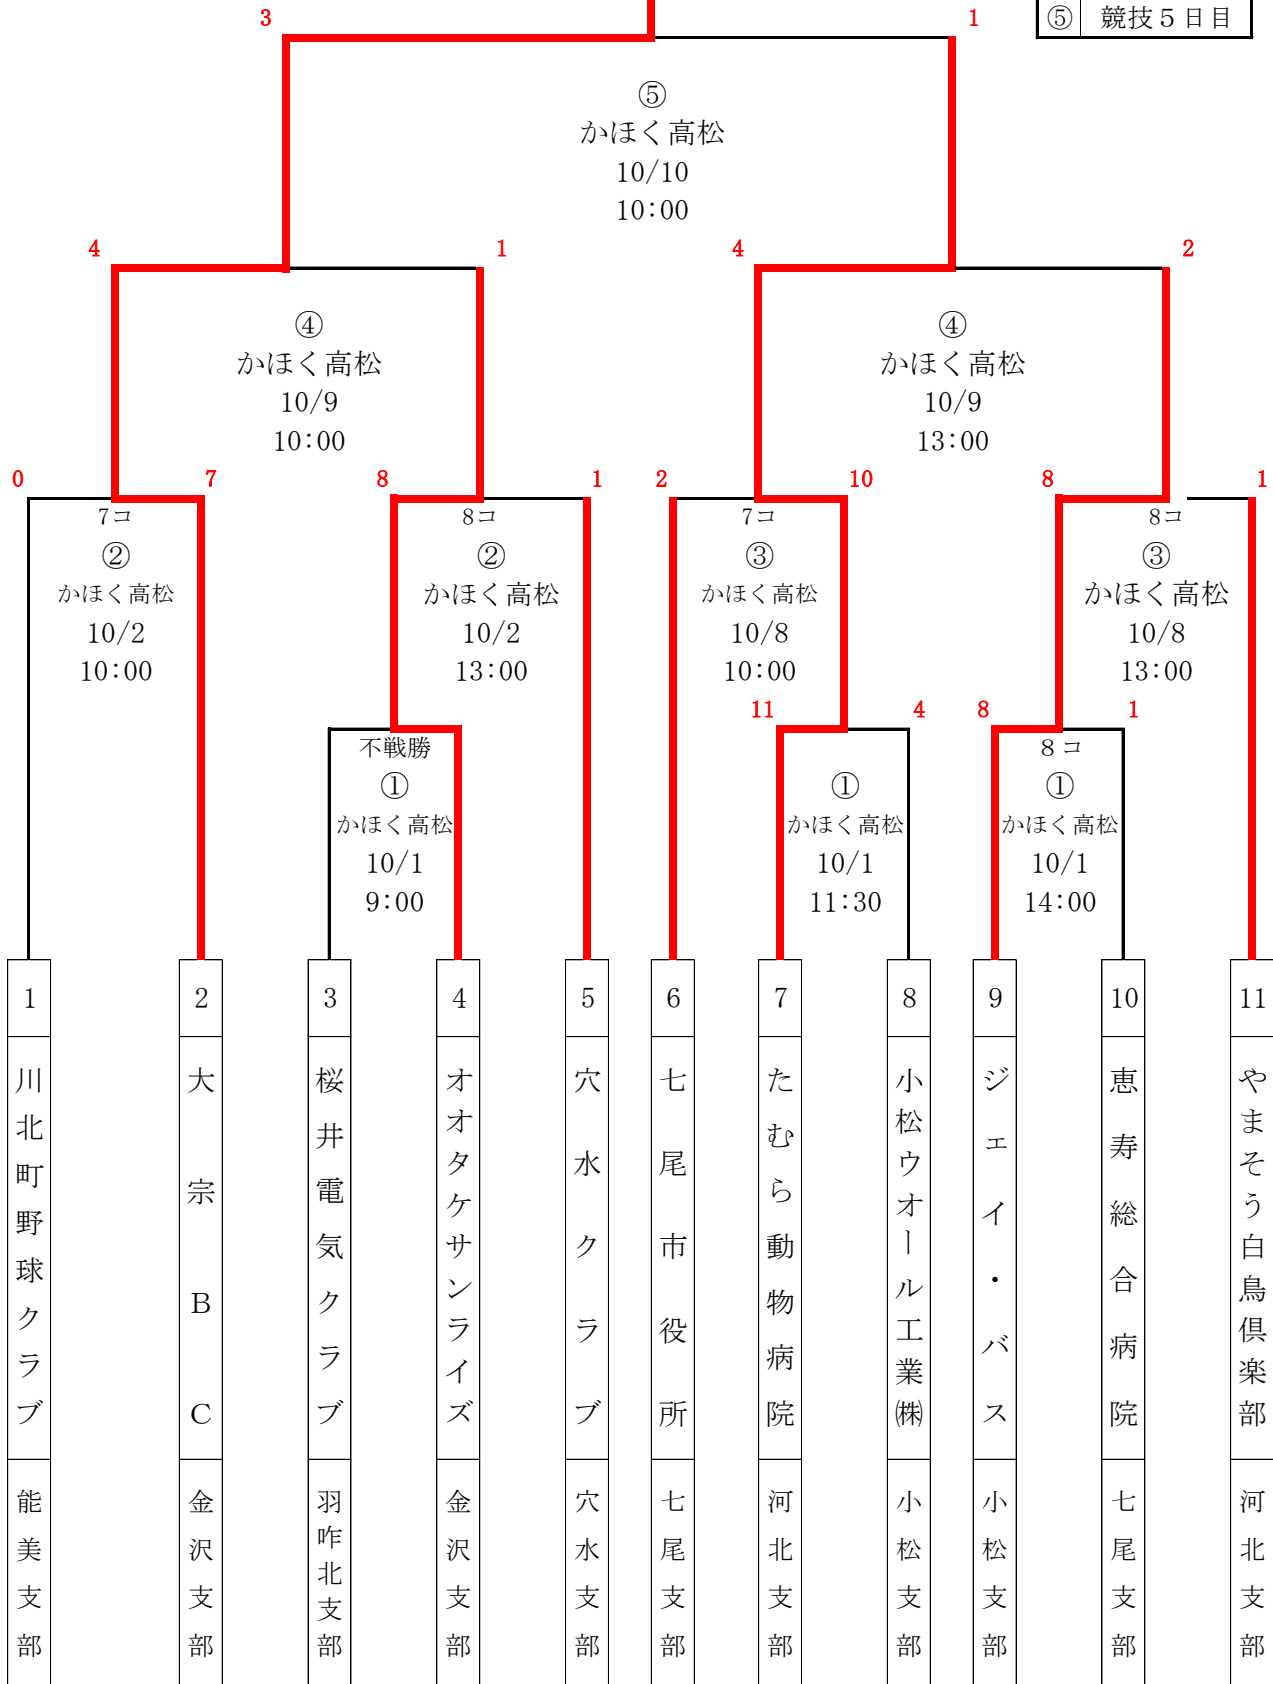 3
1
⑤ 競技５日目
⑤
かほく高松
10/10
10:00
4
1
4
2
④
かほく高松
10/9
10:00
④
かほく高松
10/9
13:00
0
7
8
1
2
10
8
1
7コ
②
かほく高松
10/2
10:00
8コ
②
かほく高松
10/2
13:00
7コ
③
かほく高松
10/8
10:00
8コ
③
かほく高松
10/8
13:00
11
4
8
1
不戦勝
①
かほく高松
10/1
9:00
①
かほく高松
10/1
11:30
８コ
①
かほく高松
10/1
14:00
1
川北町野球クラブ
能美支部
2
大宗ＢＣ
金沢支部
3
桜井電気クラブ
羽咋北支部
4
オオタケサンライズ
金沢支部
5
穴水クラブ
穴水支部
6
七尾市役所
七尾支部
7
たむら動物病院
河北支部
8
小松ウオール工業㈱
小松支部
9
ジェイ・バス
小松支部
10
恵寿総合病院
七尾支部
11
やまそう白鳥倶楽部
河北支部